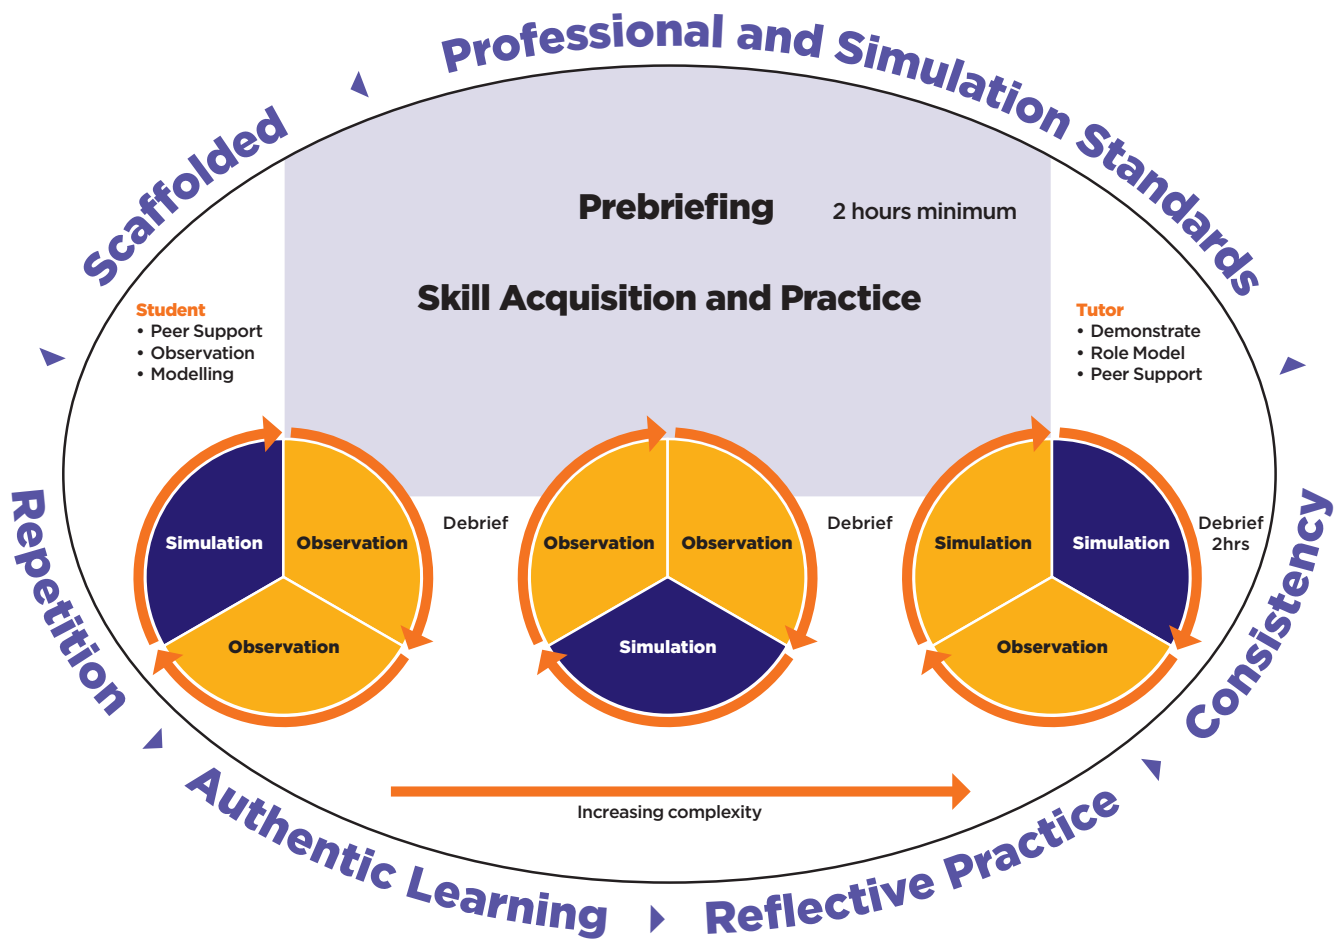 Professional and Simulation Standards
Scaffolded
Prebriefing
2 hours minimum
Skill Acquisition and Practice
Student
• Peer Support
• Observation
• Modelling
Tutor
• Demonstrate
• Role Model
• Peer Support
Simulation
Observation
Observation
Debrief
Observation
Observation
Simulation
Debrief
Simulation
Simulation
Observation
Debrief
2hrs
Increasing complexity
Repetition
Authentic Learning
Reflective Practice
Consistency